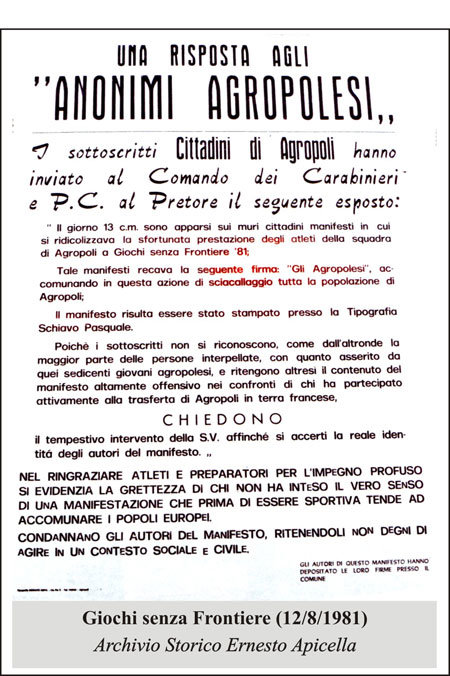 UNA RISPOSTA AGLI
"ANONIMI AGROPOLESI„
I sottoscritti Cittadini di Agropoli hanno
inviato al Comando dei Carabinieri
e P.C. al Pretore il seguente esposto:
" Il giorno 13 c.m. sono apparsi sui muri cittadini manifesti in cui
si ridicolizzava la sfortunata prestazione degli atleti della squadra
di Agropoli a Giochi senza Frontiere '81;
Tale manifesti recava la seguente firma: "Gli Agropolesi", ac-
comunando in questa azione di sciacallaggio tutta la popolazione di
Agropoli;
Il manifesto risulta essere stato stampato presso la Tipografia
Schiavo Pasquale.
Poichè i sottoscritti non si riconoscono, come dall'altronde la
maggior parte delle persone interpellate, con quanto asserito da
quei sedicenti giovani agropolesi, e ritengono altresì il contenuto del
manifesto altamente offensivo nei confronti di chi ha partecipato
attivamente alla trasferta di Agropoli in terra francese,
CHIEDONO
il tempestivo intervento della S.V. affinché si accerti la reale iden-
titá degli autori del manifesto. „
NEL RINGRAZIARE ATLETI E PREPARATORI PER L'IMPEGNO PROFUSO
SI EVIDENZIA LA GRETTEZZA DI CHI NON HA INTESO IL VERO SENSO
DI UNA MANIFESTAZIONE CHE PRIMA DI ESSERE SPORTIVA TENDE AD
ACCOMUNARE I POPOLI EUROPEI.
CONDANNANO GLI AUTORI DEL MANIFESTO, RITENENDOLI NON DEGNI DI
AGIRE IN UN CONTESTO SOCIALE E CIVILE.
GLI AUTORI DI QUESTO MANIFESTO HANNO
DEPOSITATO LE LORO FIRME PRESSO IL
COMUNE
Giochi senza Frontiere (12/8/1981)
Archivio Storico Ernesto Apicella